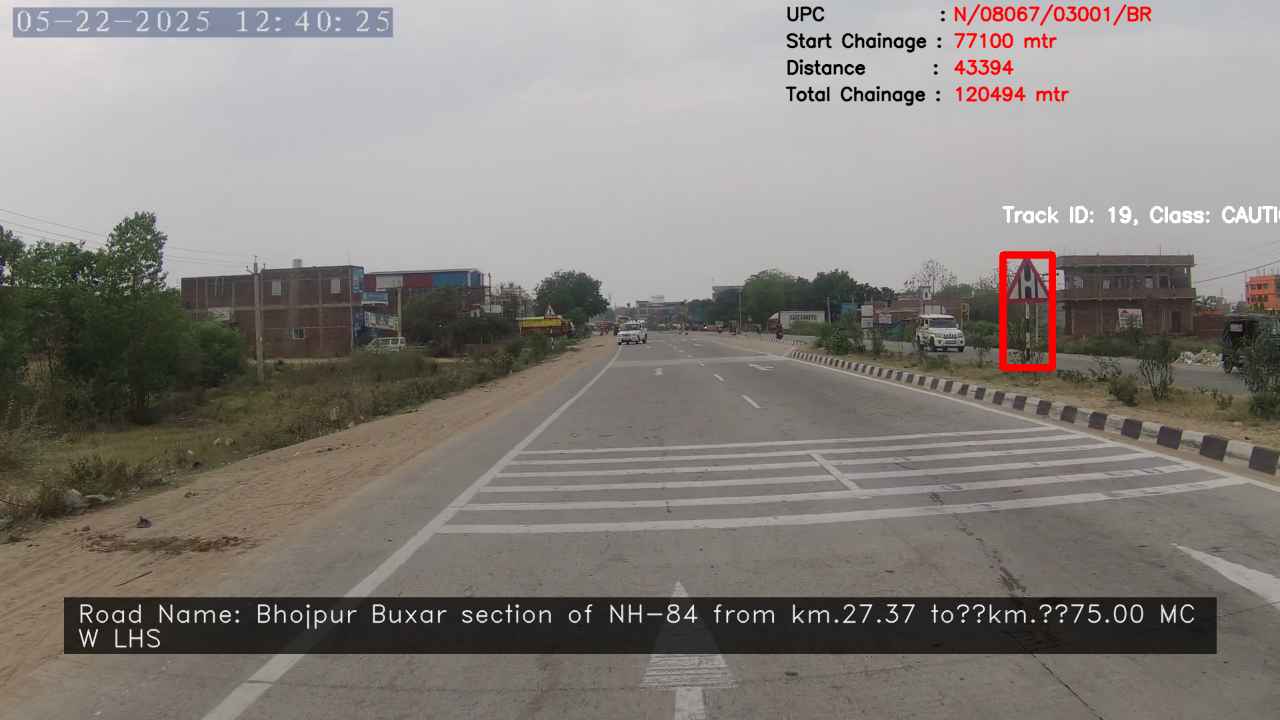 05-22-2025 12:40:25
UPC : N/08067/03001/BR
Start Chainage : 77100 mtr
Distance : 43394
Total Chainage : 120494 mtr
Track ID: 19, Class: CAUTI
Road Name: Bhojpur Buxar section of NH-84 from km.27.37 to??km.??75.00 MC
W LHS